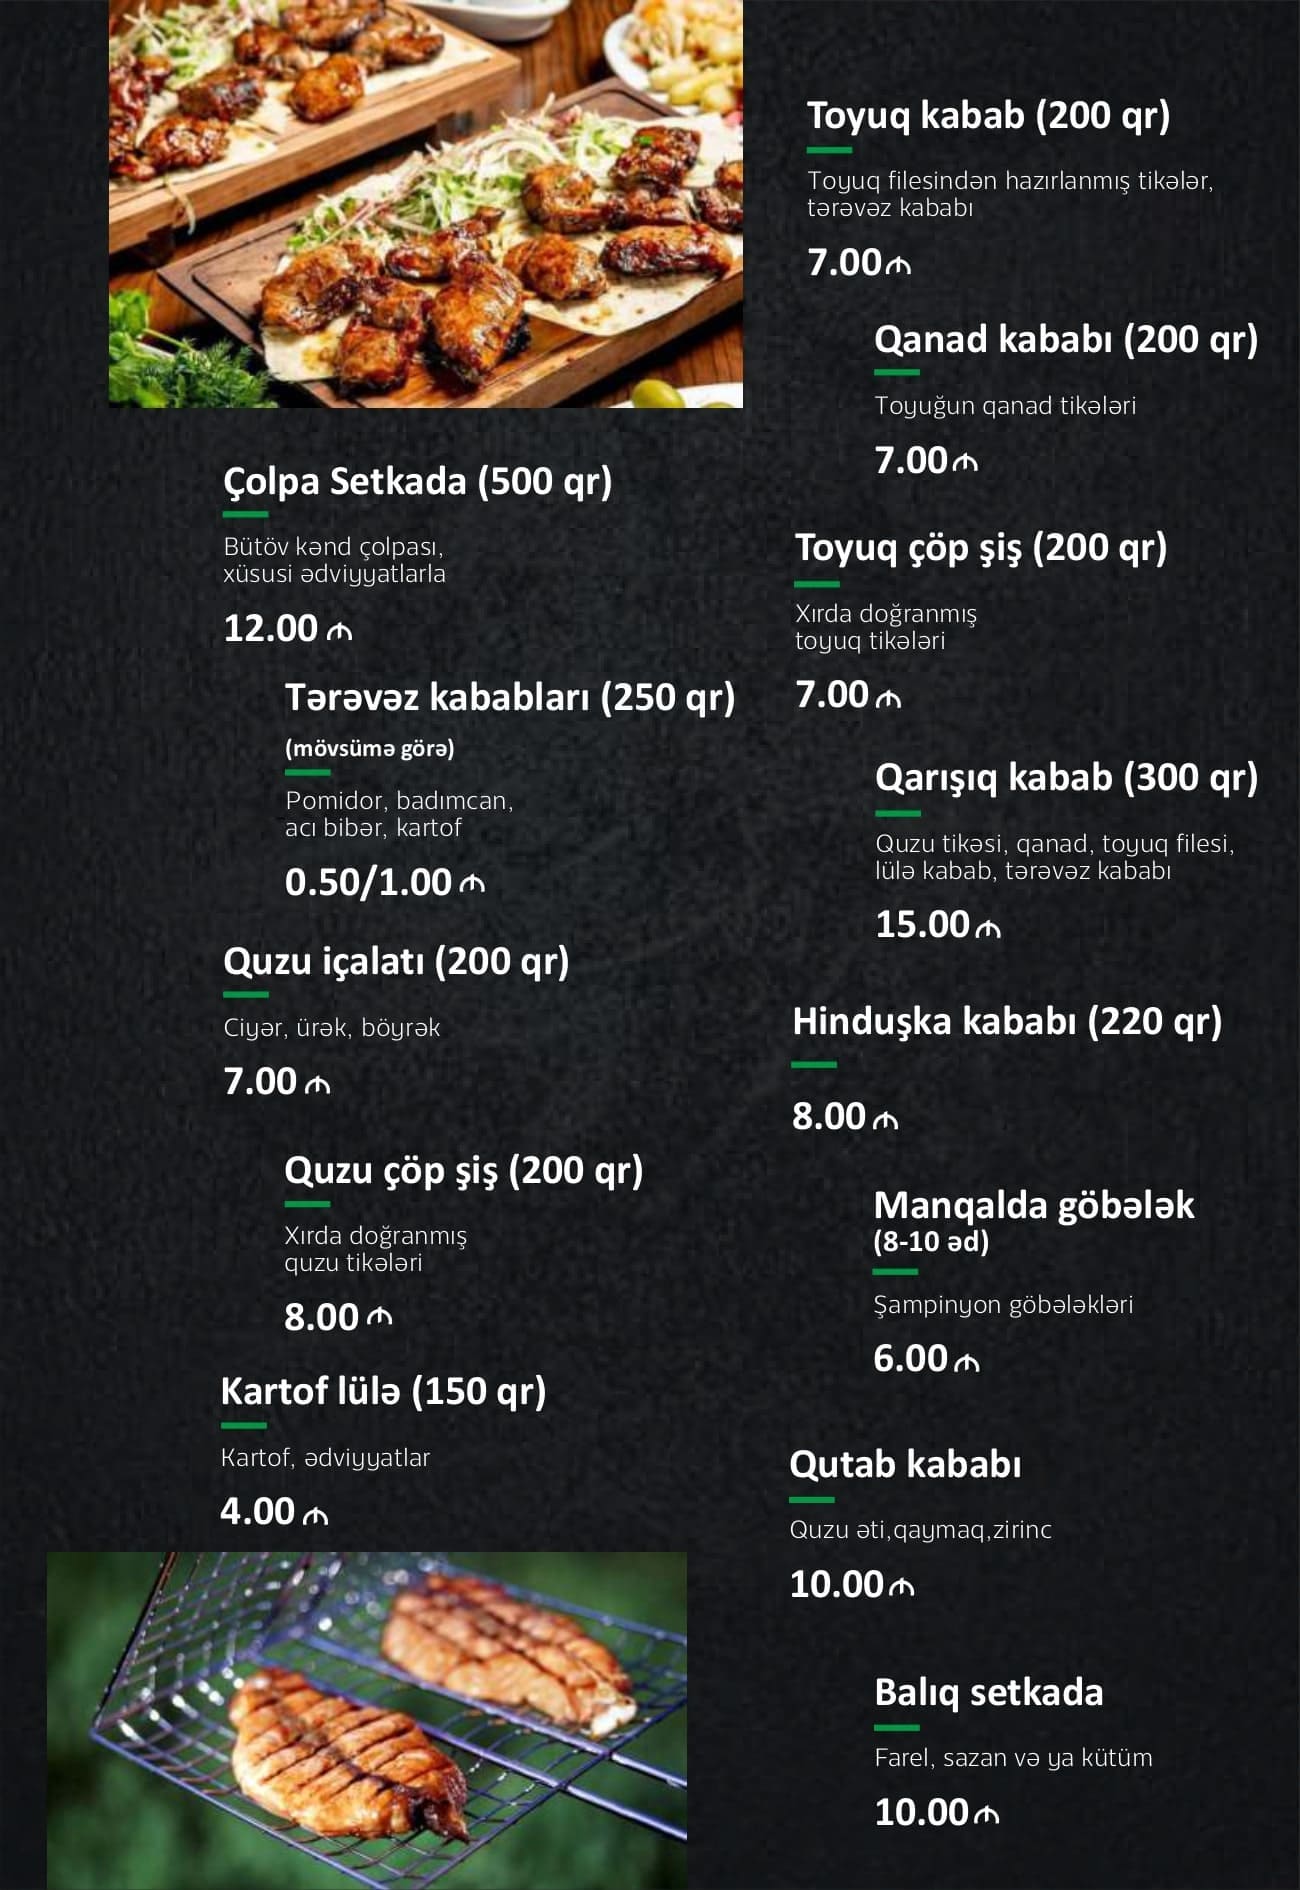 Toyuq kabab (200 qr)
Toyuq filesindən hazırlanmış tikələr,
tərəvəz kababı
7.00₼
Qanad kababı (200 qr)
Toyuğun qanad tikələri
7.00₼
Toyuq çöp şiş (200 qr)
Xırda doğranmış
toyuq tikələri
7.00₼
Qarışıq kabab (300 qr)
Quzu tikəsi, qanad, toyuq filesi,
lülə kabab, tərəvəz kababı
15.00₼
Hinduşka kababı (220 qr)
8.00₼
Manqalda göbələk
(8-10 əd)
Şampinyon göbələkləri
6.00₼
Qutab kababı
Quzu əti,qaymaq,zirinc
10.00₼
Balıq setkada
Farel, sazan və ya kütüm
10.00₼
Çolpa Setkada (500 qr)
Bütöv kənd çolpası,
xüsusi ədviyyatlarla
12.00 ₼
Tərəvəz kababları (250 qr)
(mövsümə görə)
Pomidor, badımcan,
acı bibər, kartof
0.50/1.00 ₼
Quzu içalatı (200 qr)
Ciyər, ürək, böyrək
7.00 ₼
Quzu çöp şiş (200 qr)
Xırda doğranmış
quzu tikələri
8.00 ₼
Kartof lülə (150 qr)
Kartof, ədviyyatlar
4.00 ₼